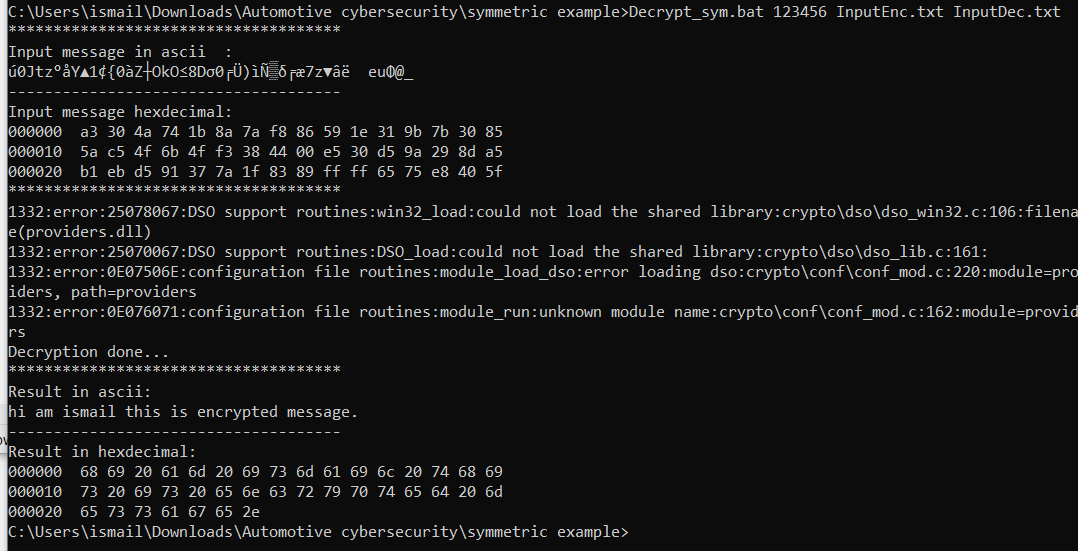 C:\Users\ismail\Downloads\Automotive cybersecurity\symmetric example>Decrypt_sym.bat 123456 InputEnc.txt InputDec.txt
*************************************
Input message in ascii  :
ú0Jtz°åY▲1¢{0àZ┼OkO≤8Dσ0╒Ü)ìÑ▒δ╒æ7z▼âë  euΦ@_
-------------------------------------
Input message hexdecimal:
000000  a3 30 4a 74 1b 8a 7a f8 86 59 1e 31 9b 7b 30 85
000010  5a c5 4f 6b 4f f3 38 44 00 e5 30 d5 9a 29 8d a5
000020  b1 eb d5 91 37 7a 1f 83 89 ff ff 65 75 e8 40 5f
*************************************
1332:error:25078067:DSO support routines:win32_load:could not load the shared library:crypto\dso\dso_win32.c:106:filena
e(providers.dll)
1332:error:25070067:DSO support routines:DSO_load:could not load the shared library:crypto\dso\dso_lib.c:161:
1332:error:0E07506E:configuration file routines:module_load_dso:error loading dso:crypto\conf\conf_mod.c:220:module=pro
iders, path=providers
1332:error:0E076071:configuration file routines:module_run:unknown module name:crypto\conf\conf_mod.c:162:module=provid
rs
Decryption done...
*************************************
Result in ascii:
hi am ismail this is encrypted message.
-------------------------------------
Result in hexdecimal:
000000  68 69 20 61 6d 20 69 73 6d 61 69 6c 20 74 68 69
000010  73 20 69 73 20 65 6e 63 72 79 70 74 65 64 20 6d
000020  65 73 73 61 67 65 2e
C:\Users\ismail\Downloads\Automotive cybersecurity\symmetric example>